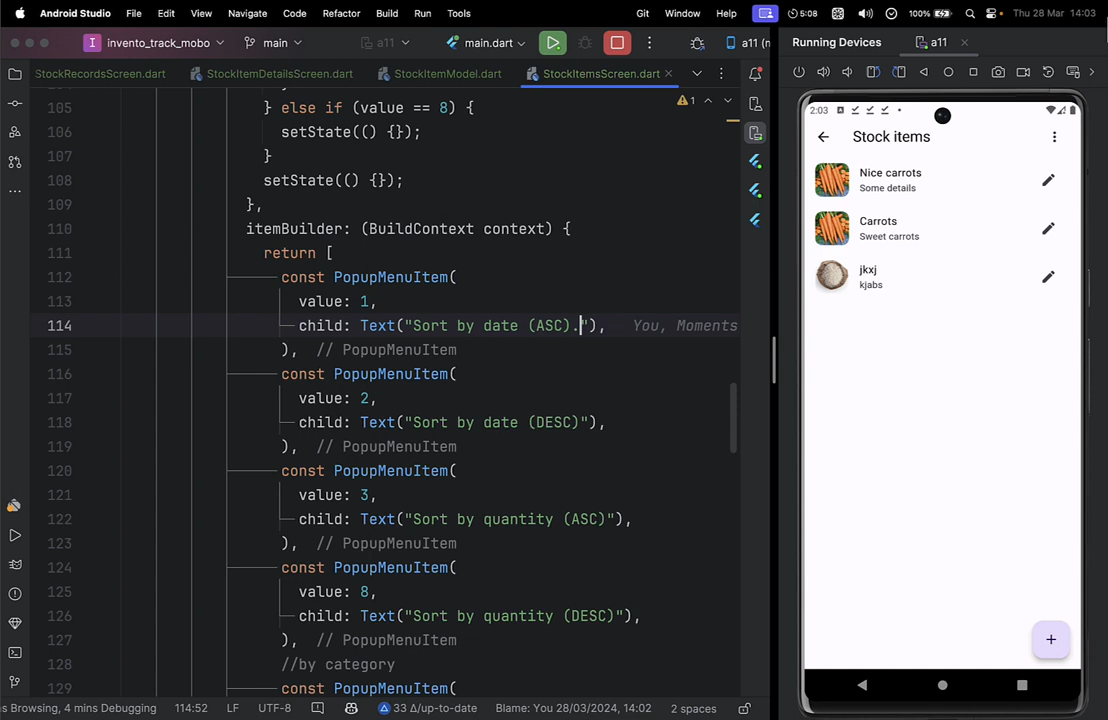 Android Studio File Edit View Navigate Code Refactor Build Run Tools Git Window Help 5:08 100% Thu 28 Mar 14:03
I invento_track_mobo main a11 main.dart a11 (n
Running Devices a11
StockRecordsScreen.dart StockItemDetailsScreen.dart StockItemModel.dart StockItemsScreen.dart
1
105 } else if (value == 8) {
106 setState(() {});
107 }
108 setState(() {});
109 },
110 itemBuilder: (BuildContext context) {
111 return [
112 const PopupMenuItem(
113 value: 1,
114 child: Text("Sort by date (ASC)."), You, Moments
115 ), // PopupMenuItem
116 const PopupMenuItem(
117 value: 2,
118 child: Text("Sort by date (DESC)"),
119 ), // PopupMenuItem
120 const PopupMenuItem(
121 value: 3,
122 child: Text("Sort by quantity (ASC)"),
123 ), // PopupMenuItem
124 const PopupMenuItem(
125 value: 8,
126 child: Text("Sort by quantity (DESC)"),
127 ), // PopupMenuItem
128 //by category
129 const PopupMenuItem(
s Browsing, 4 mins Debugging 114:52 LF UTF-8 33 Δ/up-to-date Blame: You 28/03/2024, 14:02 2 spaces
2:03
Stock items
Nice carrots
Some details
Carrots
Sweet carrots
jkxj
kjabs